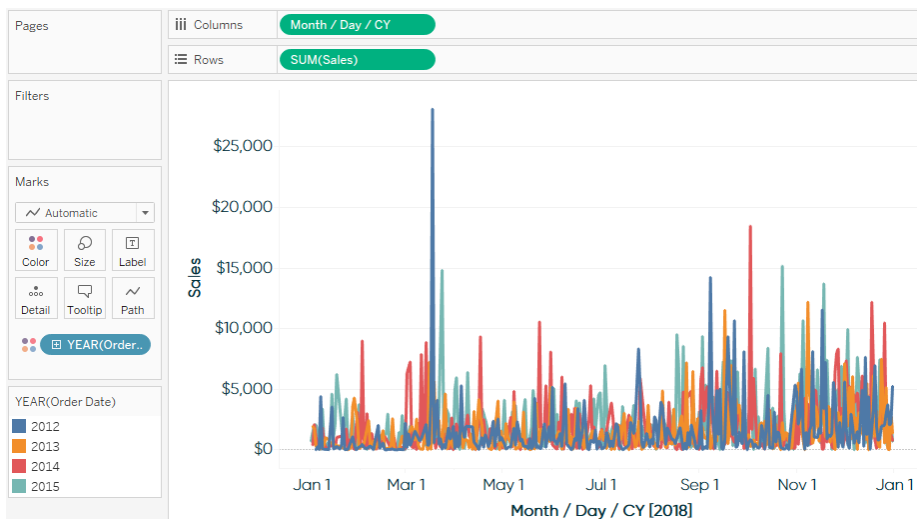 Pages
Columns
Month / Day / CY
Rows
SUM(Sales)
Filters
Marks
Automatic
Color
Size
Label
Detail
Tooltip
Path
YEAR(Order..
YEAR(Order Date)
2012
2013
2014
2015
Sales
$25,000
$20,000
$15,000
$10,000
$5,000
$0
Jan 1 Mar 1 May 1 Jul 1 Sep 1 Nov 1 Jan 1
Month / Day / CY [2018]